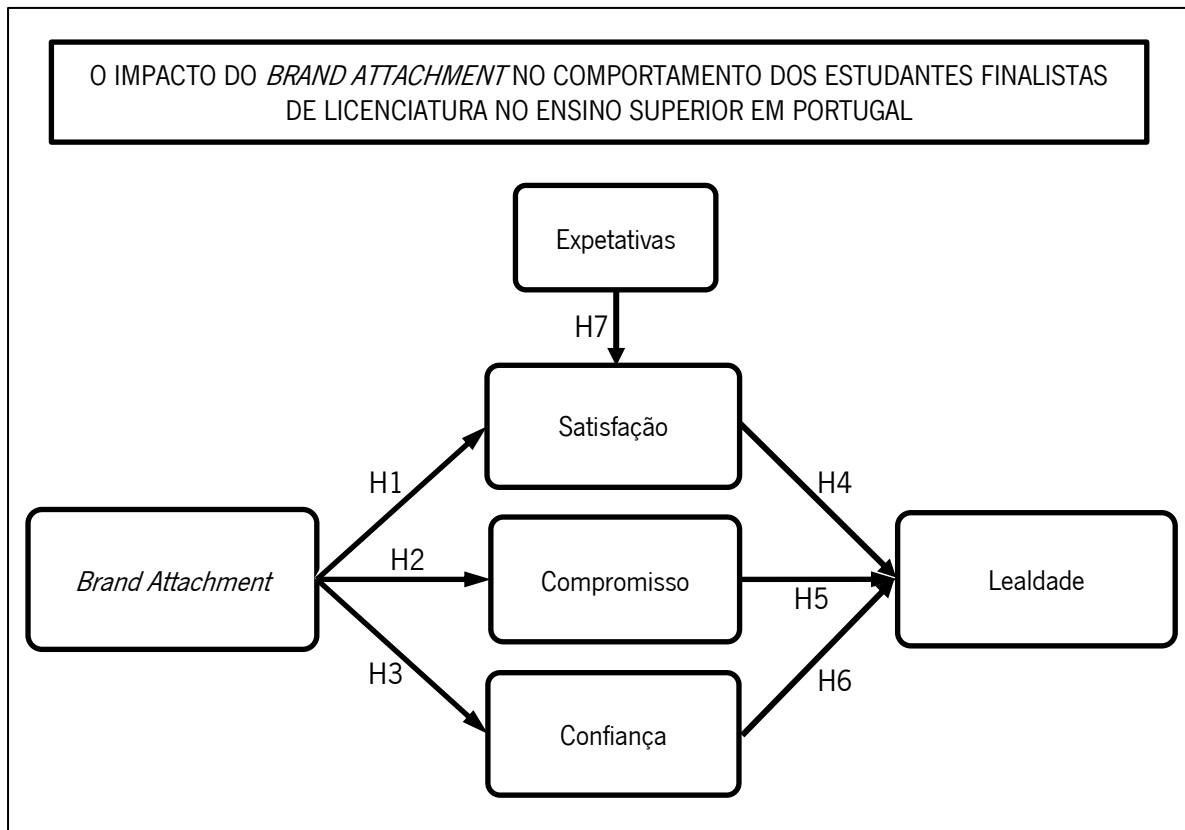 O IMPACTO DO BRAND ATTACHMENT NO COMPORTAMENTO DOS ESTUDANTES FINALISTAS
DE LICENCIATURA NO ENSINO SUPERIOR EM PORTUGAL
Expetativas
H7
Satisfação
H1
H4
Brand Attachment
H2
Compromisso
H5
Lealdade
H3
H6
Confiança